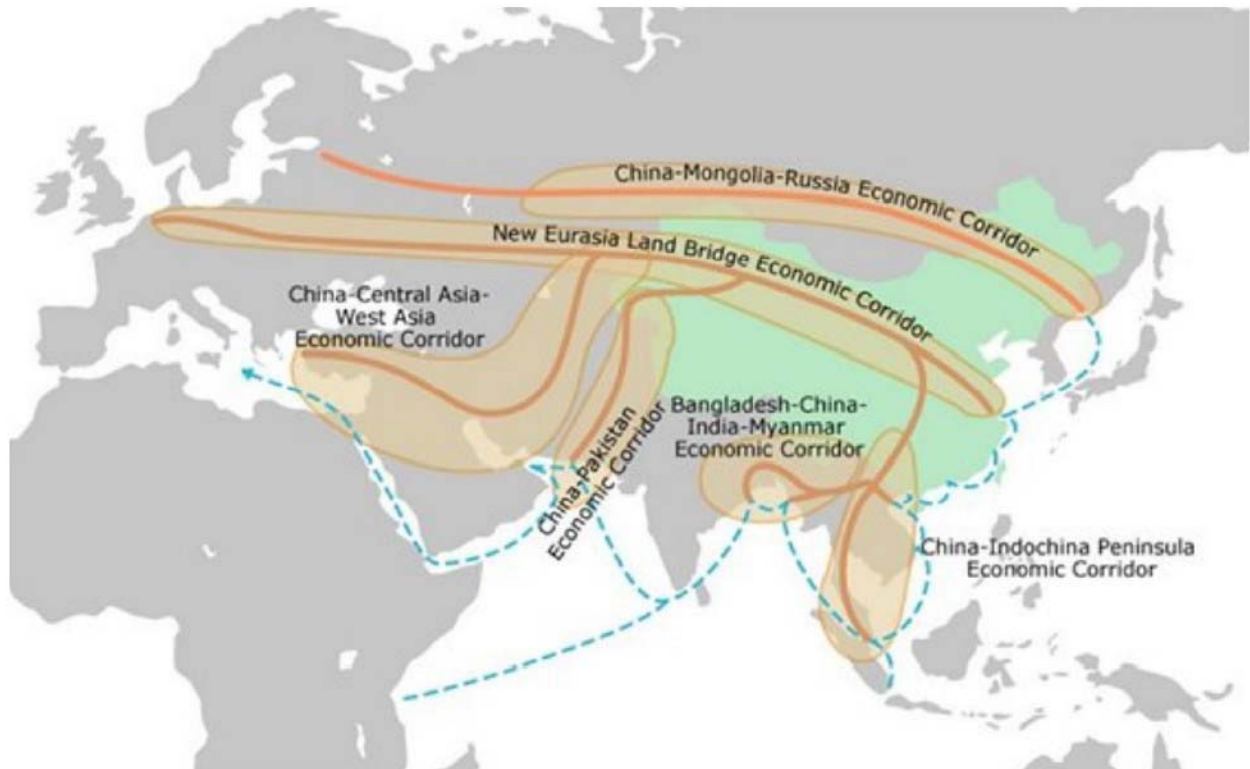 China-Mongolia-Russia Economic Corridor
New Eurasia Land Bridge Economic Corridor
China-Central Asia-
West Asia
Economic Corridor
Bangladesh-China-
India-Myanmar
Economic Corridor
China-Pakistan
Economic Corridor
China-Indochina Peninsula
Economic Corridor